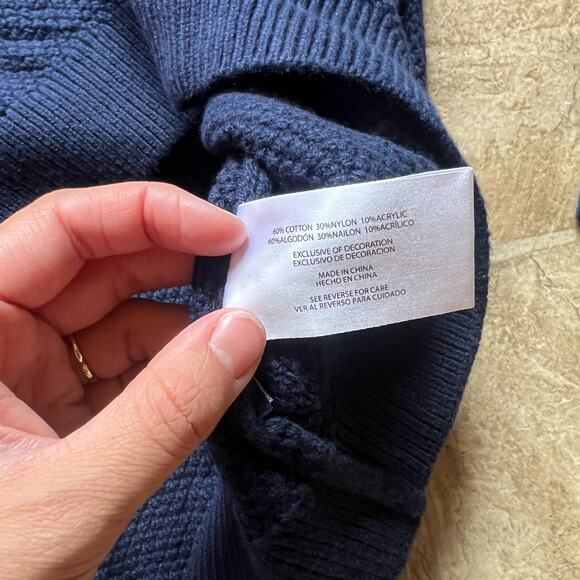 60% COTTON 30%NYLON 10%ACRYLIC
60%ALGODÓN 30%NAILON 10%ACRÍLICO
EXCLUSIVE OF DECORATION
EXCLUSIVO DE DECORACION
MADE IN CHINA
HECHO EN CHINA
SEE REVERSE FOR CARE
VER AL REVERSO PARA CUIDADO